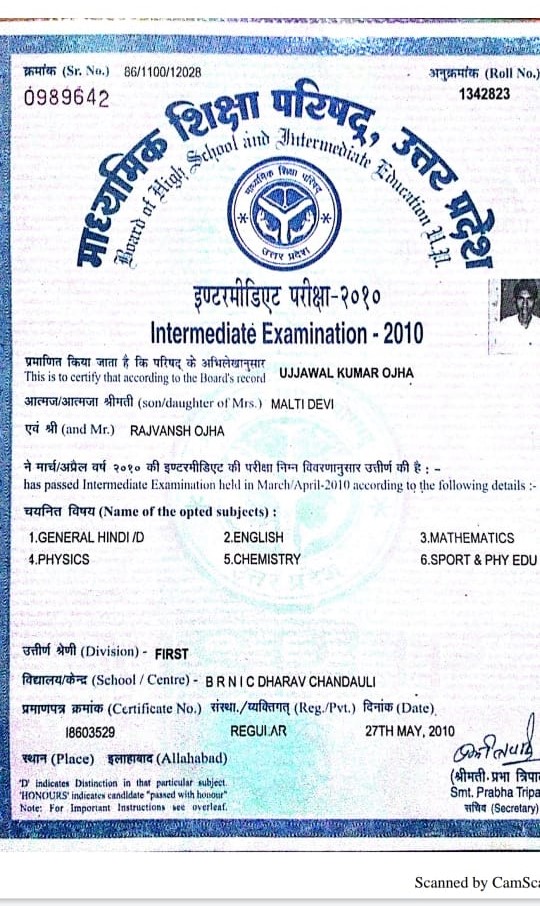 क्रमांक (Sr. No.) 86/1100/12028
अनुक्रमांक (Roll No.)
0989642
1342823
माध्यमिक शिक्षा परिषद्, उत्तर प्रदेश
Board of High School and Intermediate Education U.P.
माध्यमिक शिक्षा परिषद
उत्तर प्रदेश
इण्टरमीडिएट परीक्षा-२०१०
Intermediate Examination - 2010
प्रमाणित किया जाता है कि परिषद् के अभिलेखानुसार
This is to certify that according to the Board's record UJJAWAL KUMAR OJHA
आत्मज/आत्मजा श्रीमती (son/daughter of Mrs.) MALTI DEVI
एवं श्री (and Mr.) RAJVANSH OJHA
ने मार्च/अप्रैल वर्ष २०१० की इण्टरमीडिएट की परीक्षा निम्न विवरणानुसार उत्तीर्ण की है : -
has passed Intermediate Examination held in March/April-2010 according to the following details :-
चयनित विषय (Name of the opted subjects) :
1.GENERAL HINDI /D 2.ENGLISH 3.MATHEMATICS
4.PHYSICS 5.CHEMISTRY 6.SPORT & PHY EDU
उत्तीर्ण श्रेणी (Division) - FIRST
विद्यालय/केन्द्र (School / Centre) - B R N I C DHARAV CHANDAULI
प्रमाणपत्र क्रमांक (Certificate No.) संस्था./व्यक्तिगत् (Reg./Pvt.) दिनांक (Date)
I8603529 REGULAR 27TH MAY, 2010
स्थान (Place) इलाहाबाद (Allahabad)
'D' indicates Distinction in that particular subject.
'HONOURS' indicates candidate "passed with honour"
Note: For Important Instructions see overleaf.
(श्रीमती प्रभा त्रिपा
Smt. Prabha Tripa
सचिव (Secretary)
Scanned by CamSca